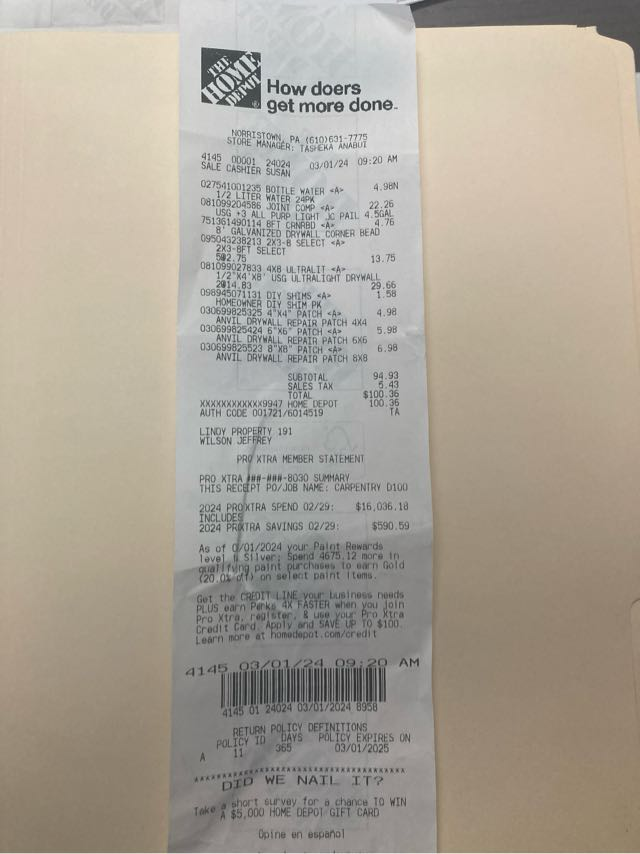 THE
HOME
DEPOT
How doers
get more done.
NORRISTOWN, PA (610)631-7775
STORE MANAGER: TASHEKA ANABUI
4145 00001 24024 03/01/24 09:20 AM
SALE CASHIER SUSAN
027541001235 BOTTLE WATER <A> 4.98N
1/2 LITER WATER 24PK
081099204586 JOINT COMP <A> 22.26
USG +3 ALL PURP LIGHT JC PAIL 4.5GAL
751361490114 8FT CRNRBD <A> 4.76
8' GALVANIZED DRYWALL CORNER BEAD
095043238213 2X3-8 SELECT <A>
2X3-8FT SELECT
5@2.75 13.75
081099027833 4X8 ULTRALIT <A>
1/2"X4'X8' USG ULTRALIGHT DRYWALL
2@14.83 29.66
098945071131 DIY SHIMS <A> 1.58
HOMEOWNER DIY SHIM PK
030699825325 4"X4" PATCH <A> 4.98
ANVIL DRYWALL REPAIR PATCH 4X4
030699825424 6"X6" PATCH <A> 5.98
ANVIL DRYWALL REPAIR PATCH 6X6
030699825523 8"X8" PATCH <A> 6.98
ANVIL DRYWALL REPAIR PATCH 8X8
SUBTOTAL 94.93
SALES TAX 5.43
TOTAL $100.36
XXXXXXXXXXXX9947 HOME DEPOT 100.36
AUTH CODE 001721/6014519 TA
LINDY PROPERTY 191
WILSON JEFFREY
PRO XTRA MEMBER STATEMENT
PRO XTRA ###-###-8030 SUMMARY
THIS RECEIPT PO/JOB NAME: CARPENTRY D100
2024 PRO XTRA SPEND 02/29: $16,036.18
INCLUDES
2024 PROXTRA SAVINGS 02/29: $590.59
As of 0/01/2024 your Paint Rewards
level is Silver; Spend 4675.12 more in
qualifying paint purchases to earn Gold
(20.0% off) on select paint items.
Get the CREDIT LINE your business needs
PLUS earn Perks 4X FASTER when you join
Pro Xtra, register, & use your Pro Xtra
Credit Card. Apply and SAVE UP TO $100.
Learn more at homedepot.com/credit
4145 03/01/24 09:20 AM
4145 01 24024 03/01/2024 8958
RETURN POLICY DEFINITIONS
POLICY ID DAYS POLICY EXPIRES ON
A 11 365 03/01/2025
****************************************
DID WE NAIL IT?
Take a short survey for a chance TO WIN
A $5,000 HOME DEPOT GIFT CARD
Opine en español